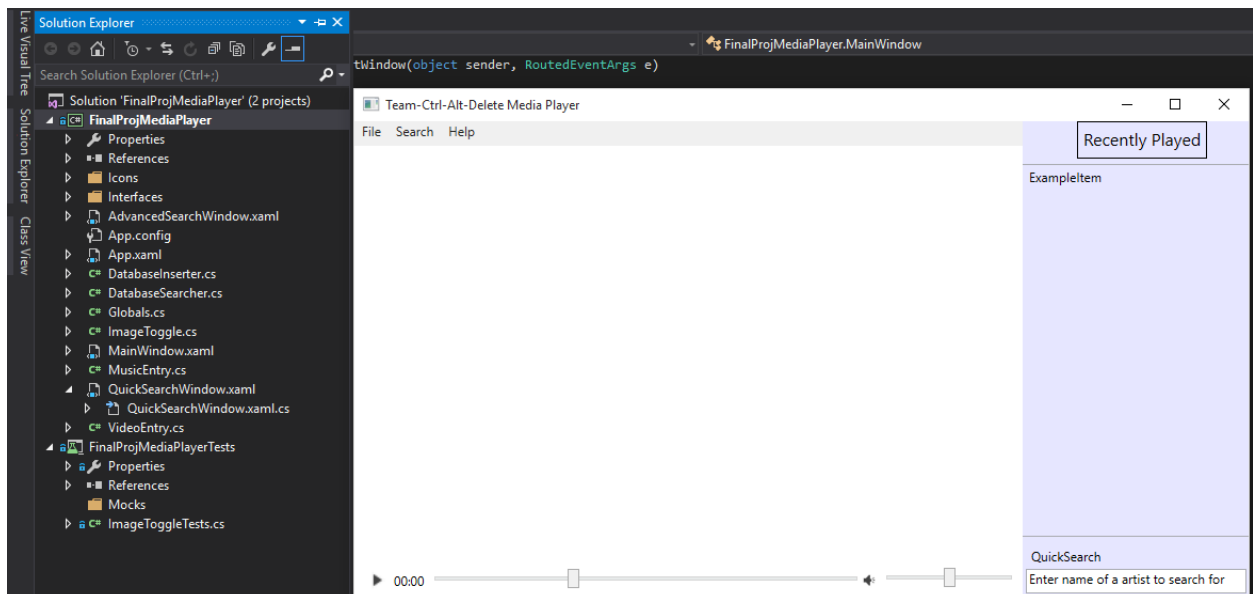 Live Visual Tree
Solution Explorer
Class View
Solution Explorer
Search Solution Explorer (Ctrl+;)
Solution 'FinalProjMediaPlayer' (2 projects)
C# FinalProjMediaPlayer
Properties
References
Icons
Interfaces
AdvancedSearchWindow.xaml
App.config
App.xaml
C# DatabaseInserter.cs
C# DatabaseSearcher.cs
C# Globals.cs
C# ImageToggle.cs
MainWindow.xaml
C# MusicEntry.cs
QuickSearchWindow.xaml
QuickSearchWindow.xaml.cs
C# VideoEntry.cs
FinalProjMediaPlayerTests
Properties
References
Mocks
C# ImageToggleTests.cs
FinalProjMediaPlayer.MainWindow
tWindow(object sender, RoutedEventArgs e)
Team-Ctrl-Alt-Delete Media Player
File Search Help
Recently Played
ExampleItem
QuickSearch
Enter name of a artist to search for
00:00